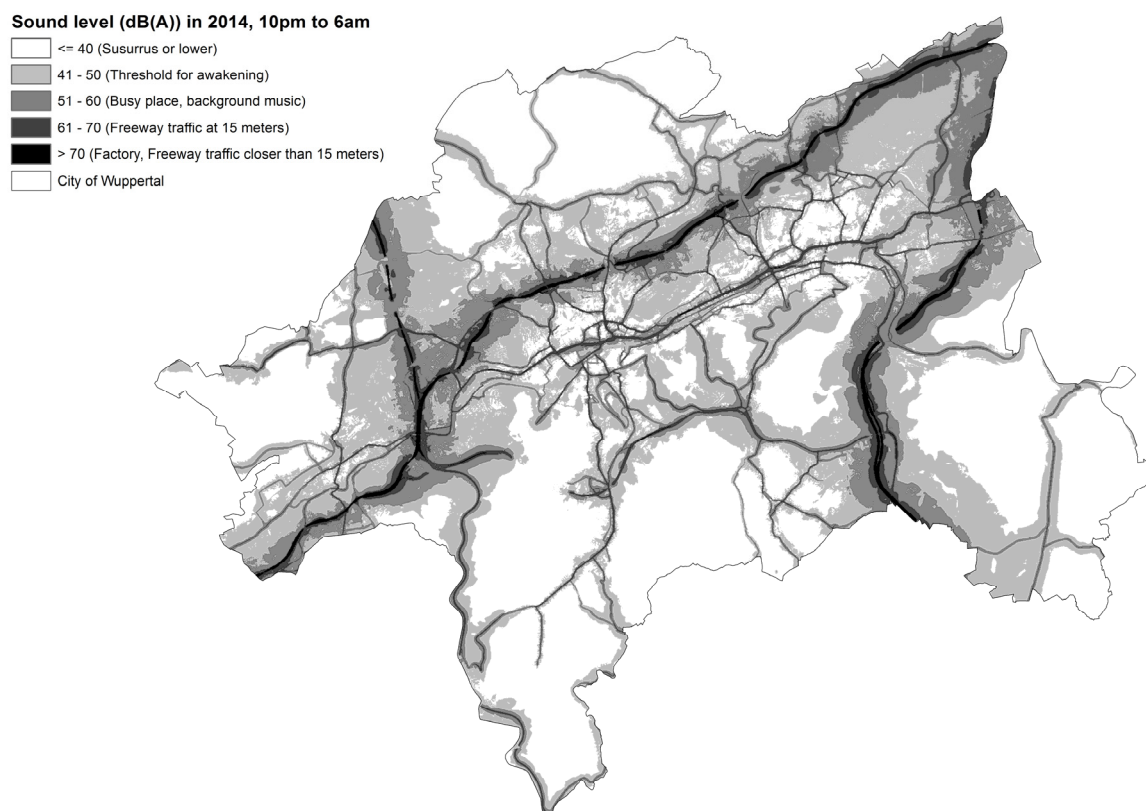 Sound level (dB(A)) in 2014, 10pm to 6am
<= 40 (Susurrus or lower)
41 - 50 (Threshold for awakening)
51 - 60 (Busy place, background music)
61 - 70 (Freeway traffic at 15 meters)
> 70 (Factory, Freeway traffic closer than 15 meters)
City of Wuppertal